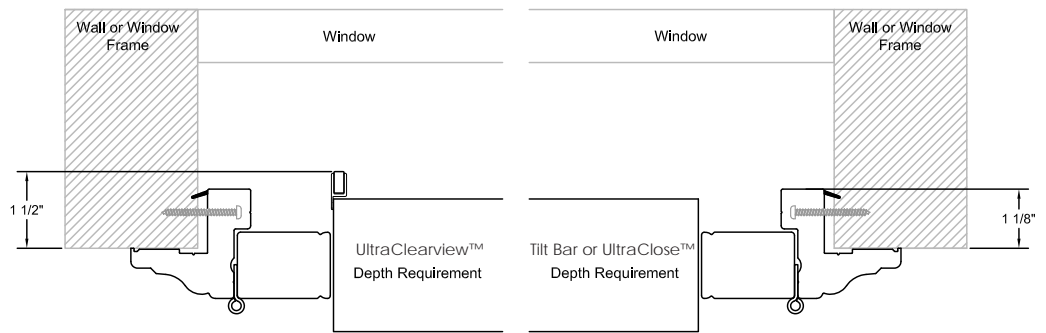 Wall or Window
Frame
Window
Window
Wall or Window
Frame
1 1/2"
1 1/8"
UltraClearview™
Depth Requirement
Tilt Bar or UltraClose™
Depth Requirement